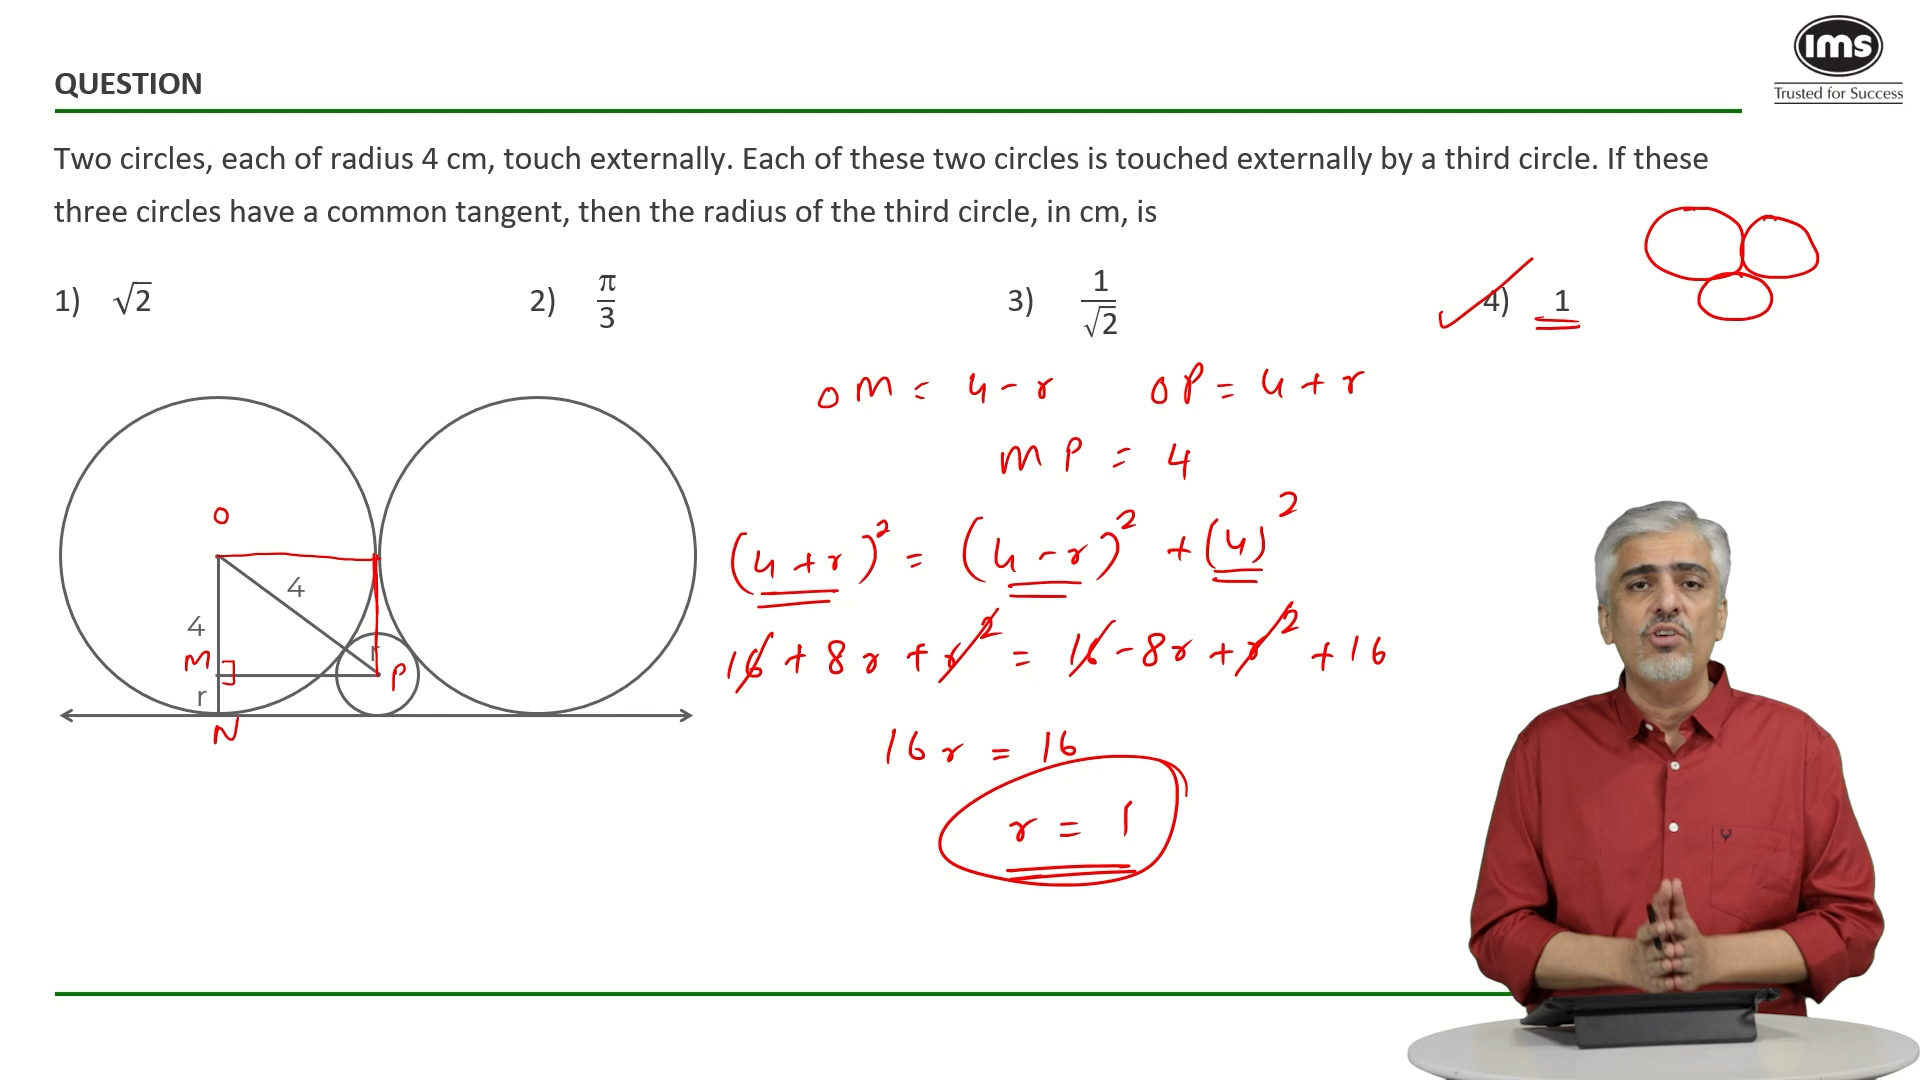 ims
Trusted for Success
QUESTION
Two circles, each of radius 4 cm, touch externally. Each of these two circles is touched externally by a third circle. If these
three circles have a common tangent, then the radius of the third circle, in cm, is
1) √2 2) π/3 3) 1/√2 4) 1
OM = 4 - r OP = 4 + r
MP = 4
(4 + r)² = (4 - r)² + (4)²
16 + 8r + r² = 16 - 8r + r² + 16
16r = 16
r = 1
O
4
4
M
r
r
P
N